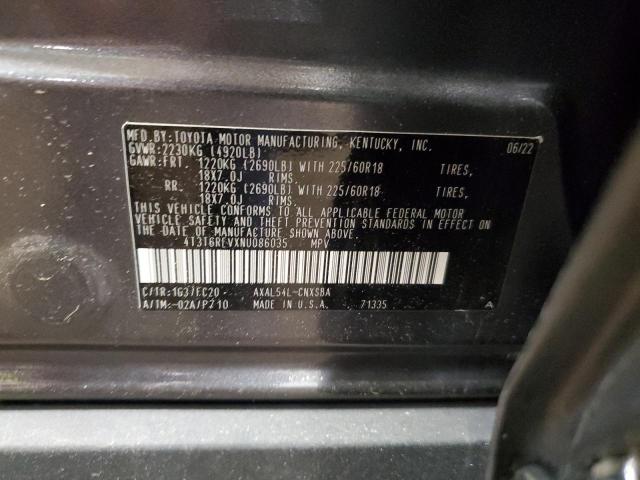 MFD.BY:TOYOTA MOTOR MANUFACTURING, KENTUCKY, INC. 06/22
GVWR:2230KG (4920LB)
GAWR:FRT 1220KG (2690LB) WITH 225/60R18 TIRES,
18X7.0J RIMS
RR. 1220KG (2690LB) WITH 225/60R18 TIRES,
18X7.0J RIMS
THIS VEHICLE CONFORMS TO ALL APPLICABLE FEDERAL MOTOR
VEHICLE SAFETY AND THEFT PREVENTION STANDARDS IN EFFECT ON
THE DATE OF MANUFACTURE SHOWN ABOVE.
4T3T6RFVXNU086035 MPV
C/TR:1G3/FC20 AXAL54L-CNXSBA
A/TM:-02A/P710 MADE IN U.S.A. 71335 A